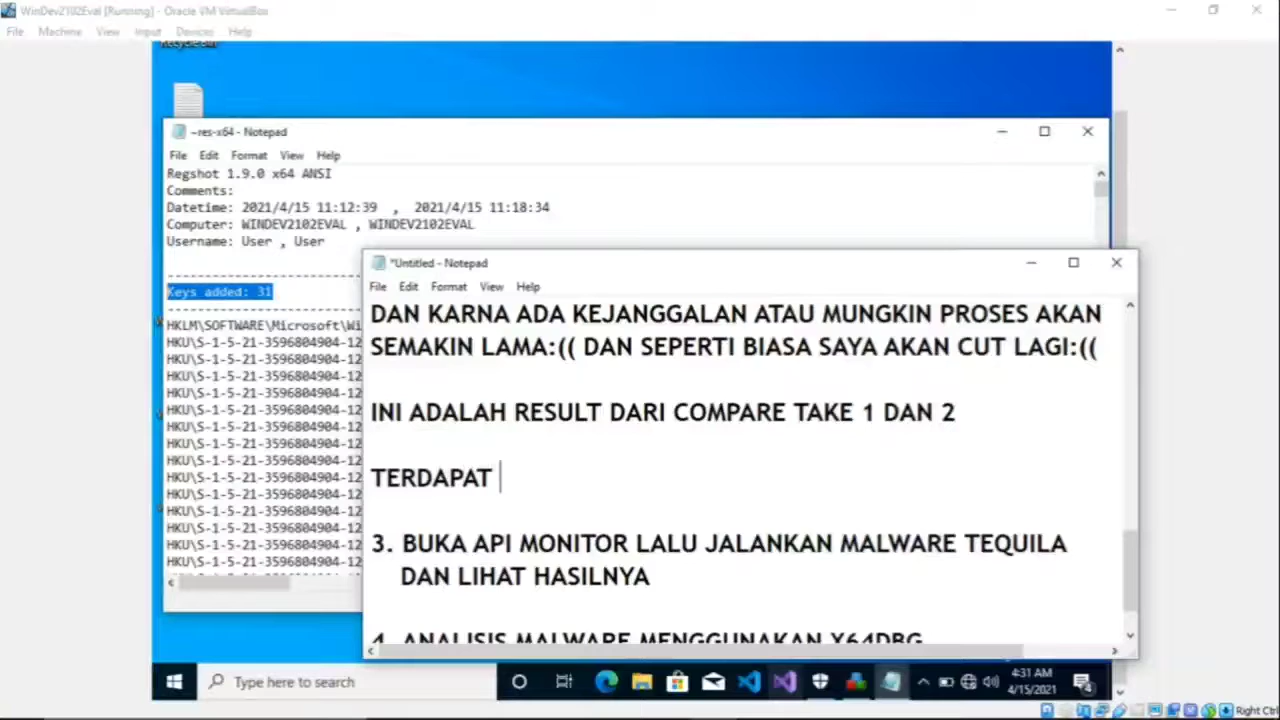 WinDev2102Eval [Running] - Oracle VM VirtualBox
File Machine View Input Devices Help
Recycle Bin
~res-x64 - Notepad
File Edit Format View Help
Regshot 1.9.0 x64 ANSI
Comments:
Datetime: 2021/4/15 11:12:39 , 2021/4/15 11:18:34
Computer: WINDEV2102EVAL , WINDEV2102EVAL
Username: User , User
Keys added: 31
HKLM\SOFTWARE\Microsoft\Wi
HKU\S-1-5-21-3596804904-12
HKU\S-1-5-21-3596804904-12
HKU\S-1-5-21-3596804904-12
HKU\S-1-5-21-3596804904-12
HKU\S-1-5-21-3596804904-12
HKU\S-1-5-21-3596804904-12
HKU\S-1-5-21-3596804904-12
HKU\S-1-5-21-3596804904-12
HKU\S-1-5-21-3596804904-12
HKU\S-1-5-21-3596804904-12
HKU\S-1-5-21-3596804904-12
HKU\S-1-5-21-3596804904-12
HKU\S-1-5-21-3596804904-12
HKU\S-1-5-21-3596804904-12
*Untitled - Notepad
File Edit Format View Help
DAN KARNA ADA KEJANGGALAN ATAU MUNGKIN PROSES AKAN
SEMAKIN LAMA:(( DAN SEPERTI BIASA SAYA AKAN CUT LAGI:((
INI ADALAH RESULT DARI COMPARE TAKE 1 DAN 2
TERDAPAT
3. BUKA API MONITOR LALU JALANKAN MALWARE TEQUILA
DAN LIHAT HASILNYA
4. ANALISIS MALWARE MENGGUNAKAN X64DBG
Type here to search
4:31 AM
4/15/2021
4
Right Ctrl